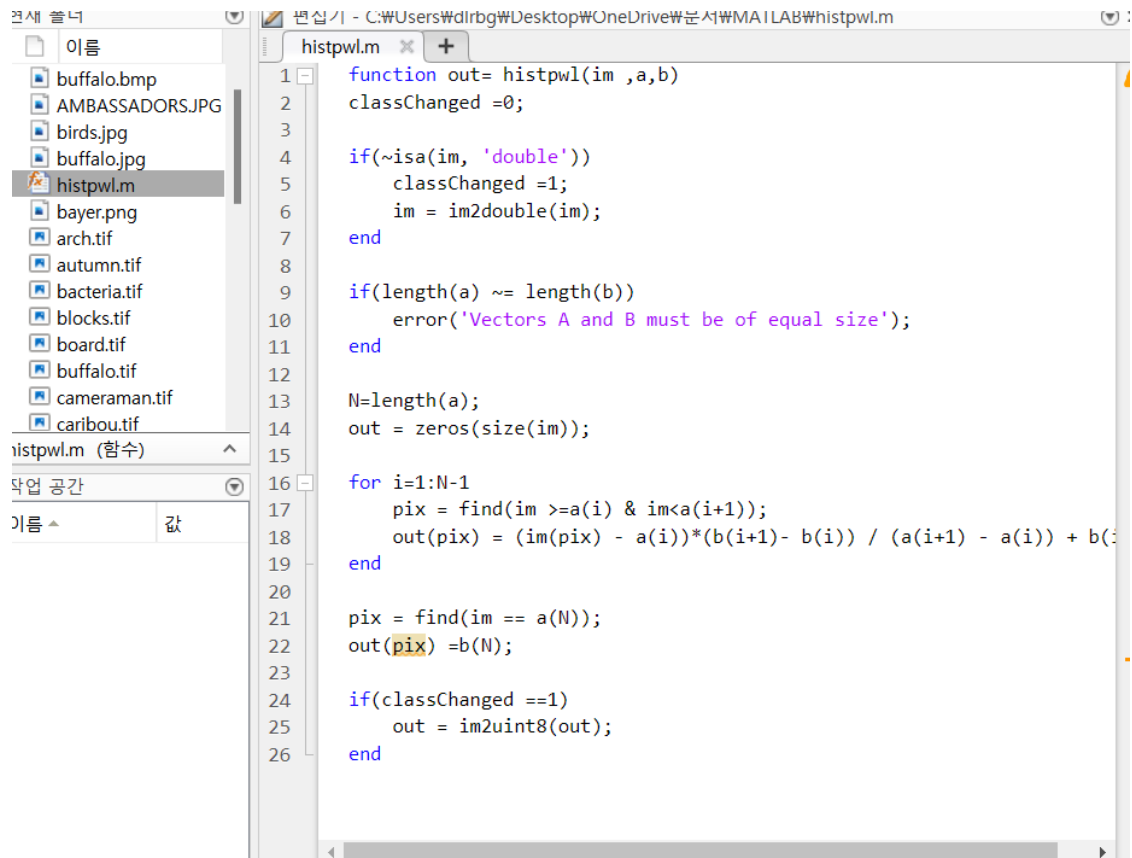 현재 폴더
이름
buffalo.bmp
AMBASSADORS.JPG
birds.jpg
buffalo.jpg
histpwl.m
bayer.png
arch.tif
autumn.tif
bacteria.tif
blocks.tif
board.tif
buffalo.tif
cameraman.tif
caribou.tif
histpwl.m (함수)
작업 공간
이름
값
편집기 - C:₩Users₩dlrbg₩Desktop₩OneDrive₩문서₩MATLAB₩histpwl.m
histpwl.m
1 function out= histpwl(im ,a,b)
2 classChanged =0;
3
4 if(~isa(im, 'double'))
5 classChanged =1;
6 im = im2double(im);
7 end
8
9 if(length(a) ~= length(b))
10 error('Vectors A and B must be of equal size');
11 end
12
13 N=length(a);
14 out = zeros(size(im));
15
16 for i=1:N-1
17 pix = find(im >=a(i) & im<a(i+1));
18 out(pix) = (im(pix) - a(i))*(b(i+1)- b(i)) / (a(i+1) - a(i)) + b(
19 end
20
21 pix = find(im == a(N));
22 out(pix) =b(N);
23
24 if(classChanged ==1)
25 out = im2uint8(out);
26 end